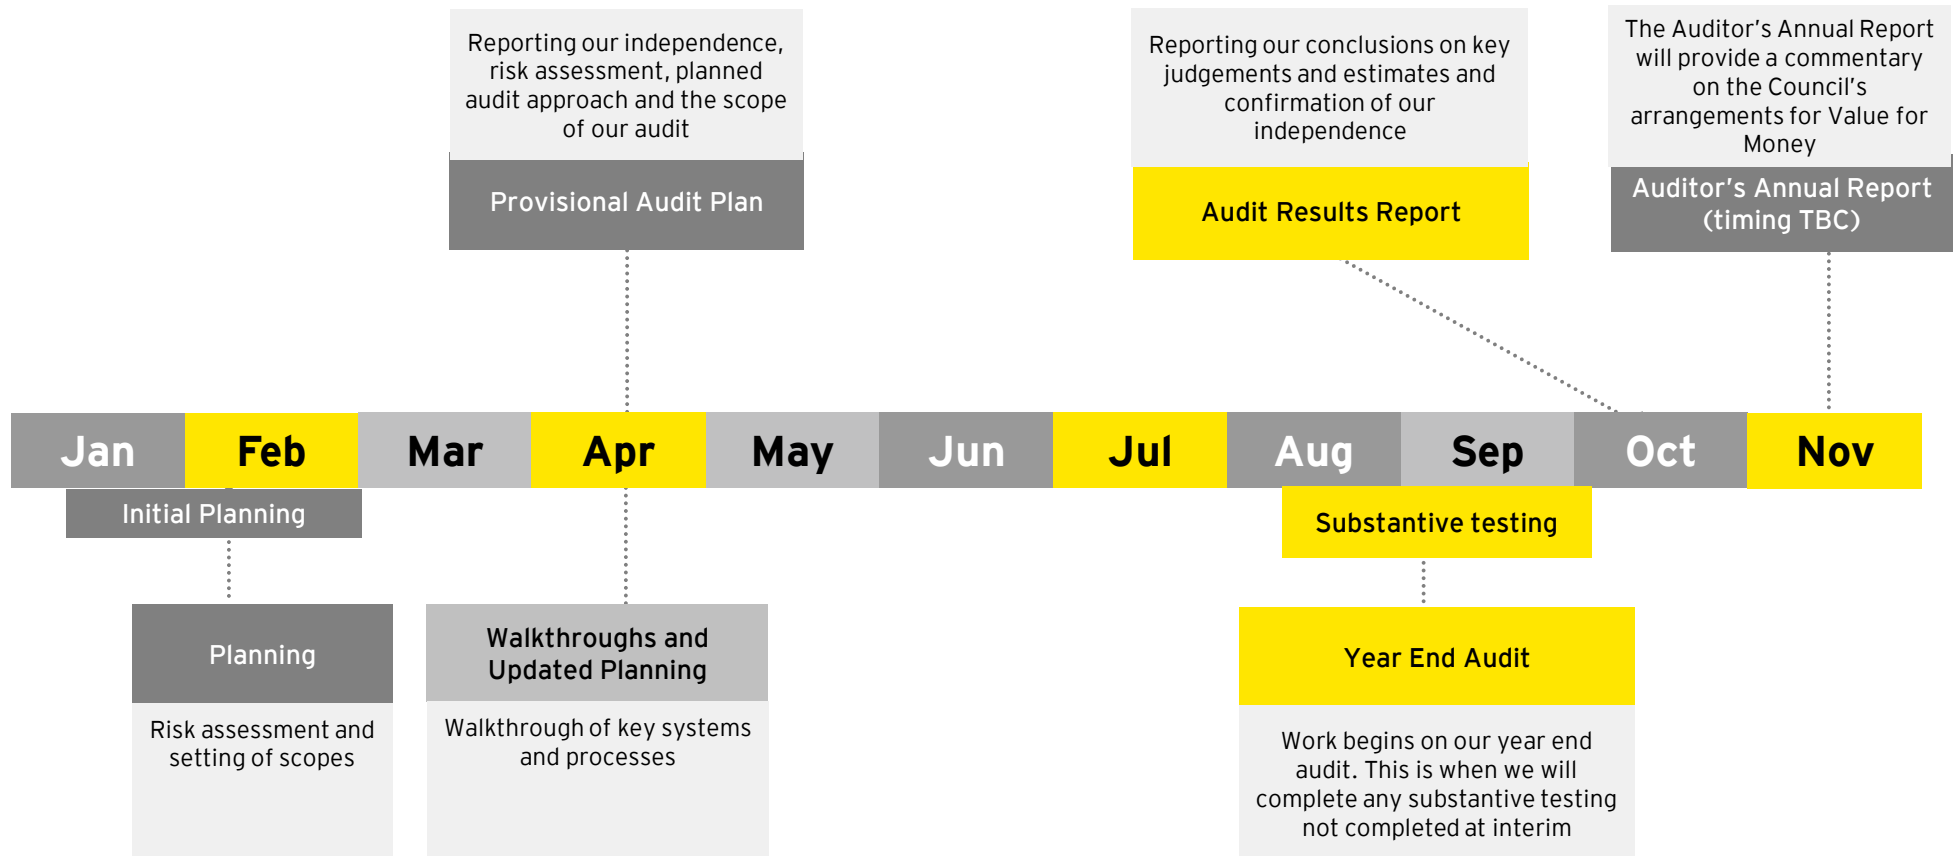 Reporting our independence,
risk assessment, planned
audit approach and the scope
of our audit
Provisional Audit Plan
Reporting our conclusions on key
judgements and estimates and
confirmation of our
independence
Audit Results Report
The Auditor’s Annual Report
will provide a commentary
on the Council’s
arrangements for Value for
Money
Auditor’s Annual Report
(timing TBC)
Jan Feb Mar Apr May Jun Jul Aug Sep Oct Nov
Initial Planning
Substantive testing
Planning
Risk assessment and
setting of scopes
Walkthroughs and
Updated Planning
Walkthrough of key systems
and processes
Year End Audit
Work begins on our year end
audit. This is when we will
complete any substantive testing
not completed at interim